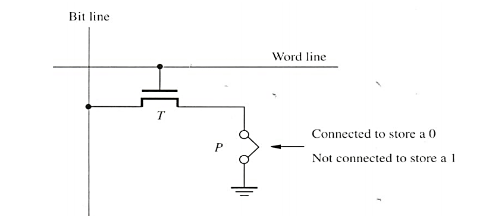 Bit line
Word line
T
P
Connected to store a 0
Not connected to store a 1